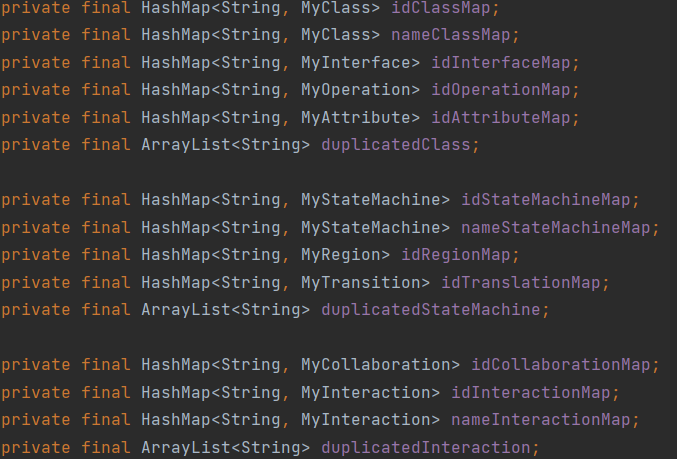 private final HashMap<String, MyClass> idClassMap;
private final HashMap<String, MyClass> nameClassMap;
private final HashMap<String, MyInterface> idInterfaceMap;
private final HashMap<String, MyOperation> idOperationMap;
private final HashMap<String, MyAttribute> idAttributeMap;
private final ArrayList<String> duplicatedClass;
private final HashMap<String, MyStateMachine> idStateMachineMap;
private final HashMap<String, MyStateMachine> nameStateMachineMap;
private final HashMap<String, MyRegion> idRegionMap;
private final HashMap<String, MyTransition> idTranslationMap;
private final ArrayList<String> duplicatedStateMachine;
private final HashMap<String, MyCollaboration> idCollaborationMap;
private final HashMap<String, MyInteraction> idInteractionMap;
private final HashMap<String, MyInteraction> nameInteractionMap;
private final ArrayList<String> duplicatedInteraction;